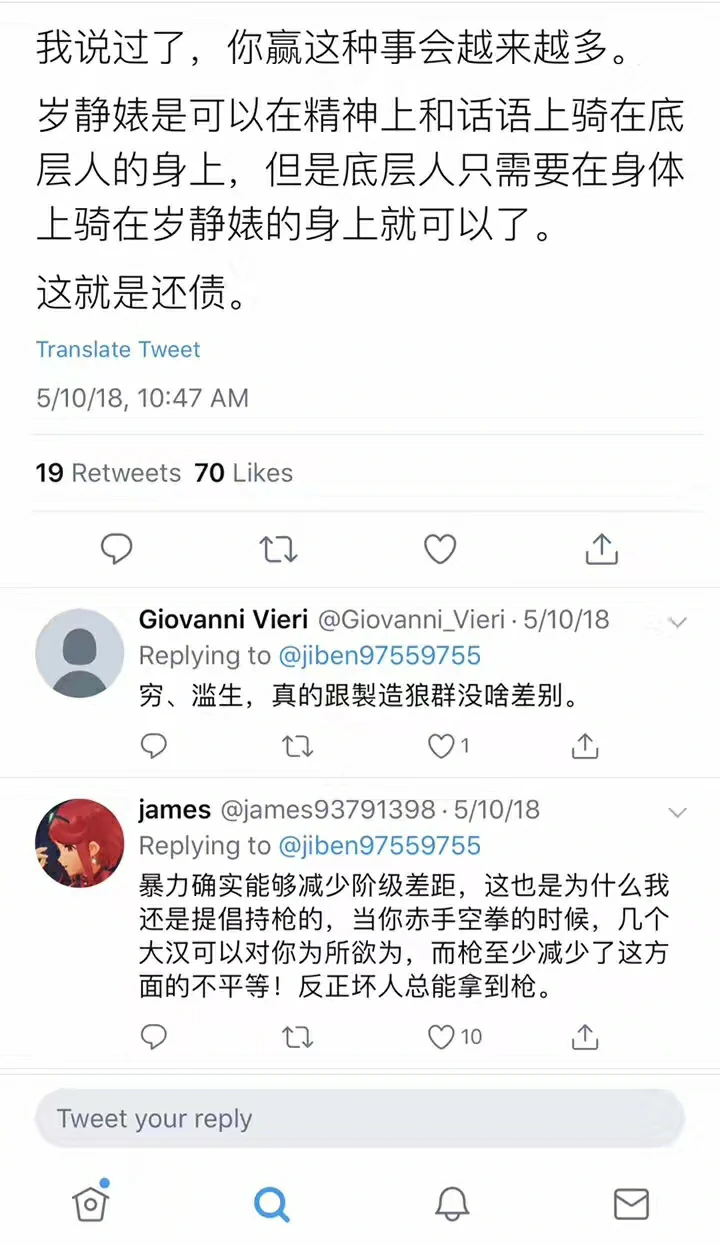 我说过了，你赢这种事会越来越多。
岁静婊是可以在精神上和话语上骑在底
层人的身上，但是底层人只需要在身体
上骑在岁静婊的身上就可以了。
这就是还债。
Translate Tweet
5/10/18, 10:47 AM
19 Retweets 70 Likes
Giovanni Vieri @Giovanni_Vieri · 5/10/18
Replying to @jiben97559755
穷、滥生，真的跟製造狼群没啥差别。
1
james @james93791398 · 5/10/18
Replying to @jiben97559755
暴力确实能够减少阶级差距，这也是为什么我
还是提倡持枪的，当你赤手空拳的时候，几个
大汉可以对你为所欲为，而枪至少减少了这方
面的不平等！反正坏人总能拿到枪。
10
Tweet your reply